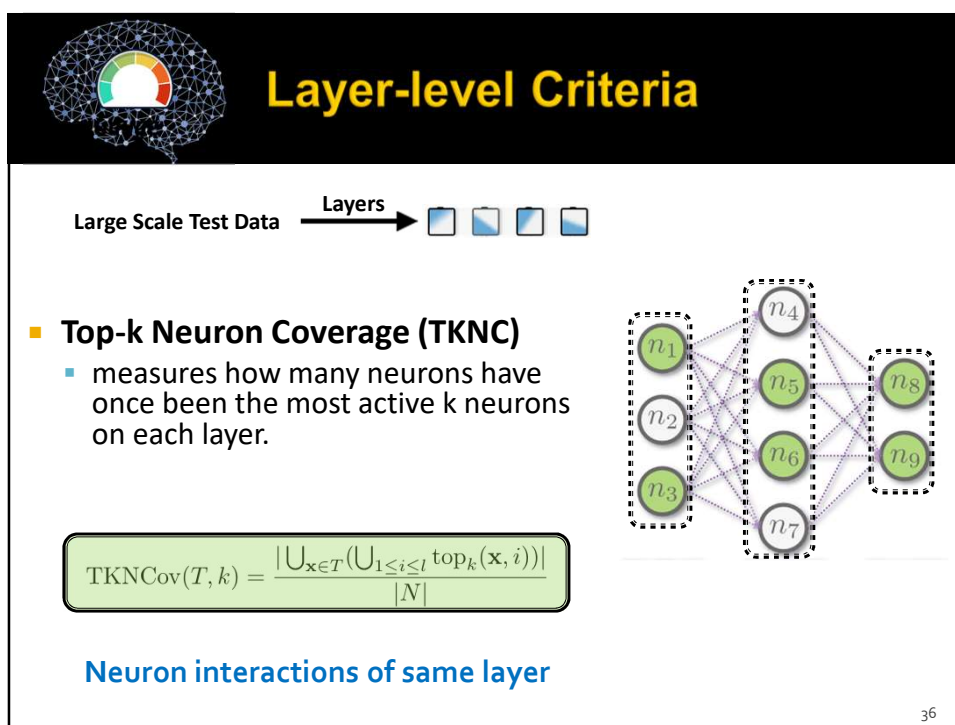 Layer-level Criteria
Large Scale Test Data
Layers
Top-k Neuron Coverage (TKNC)
measures how many neurons have
once been the most active k neurons
on each layer.
TKNCov(T, k) = |⋃x∈T(⋃1≤i≤l topk(x, i))| / |N|
Neuron interactions of same layer
n1
n2
n3
n4
n5
n6
n7
n8
n9
36